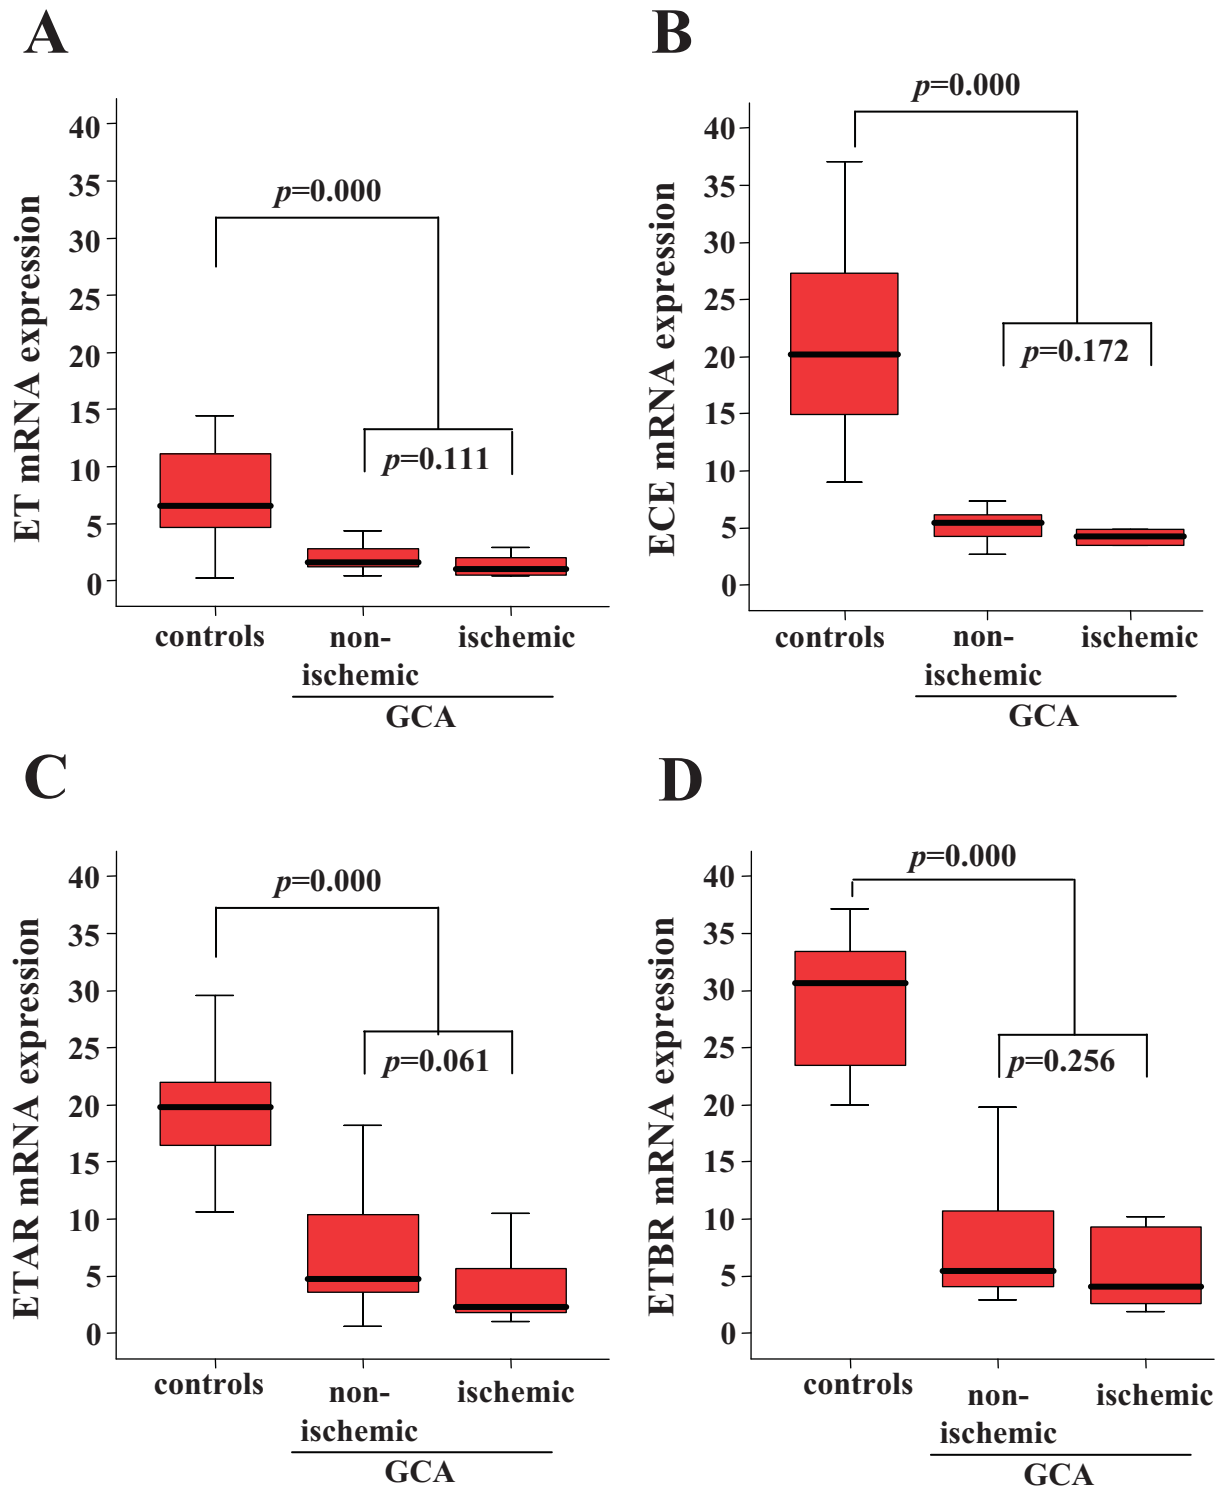 A
p=0.000
40
35
30
25
20
15
10
5
0
ET mRNA expression
p=0.111
controls
non-
ischemic
ischemic
GCA
B
p=0.000
40
35
30
25
20
15
10
5
0
ECE mRNA expression
p=0.172
controls
non-
ischemic
ischemic
GCA
C
p=0.000
40
35
30
25
20
15
10
5
0
ETAR mRNA expression
p=0.061
controls
non-
ischemic
ischemic
GCA
D
p=0.000
40
35
30
25
20
15
10
5
0
ETBR mRNA expression
p=0.256
controls
non-
ischemic
ischemic
GCA